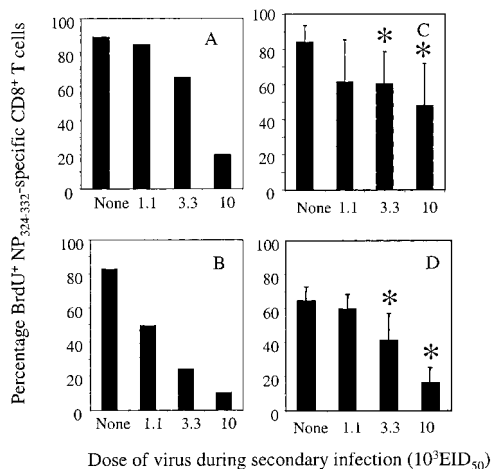 Percentage BrdU⁺ NP₃₂₄₋₃₃₂-specific CD8⁺ T cells
100
80
60
40
20
0
A
None 1.1 3.3 10
100
80
60
40
20
0
C
* *
None 1.1 3.3 10
100
80
60
40
20
0
B
None 1.1 3.3 10
100
80
60
40
20
0
D
* *
None 1.1 3.3 10
Dose of virus during secondary infection (10³EID₅₀)